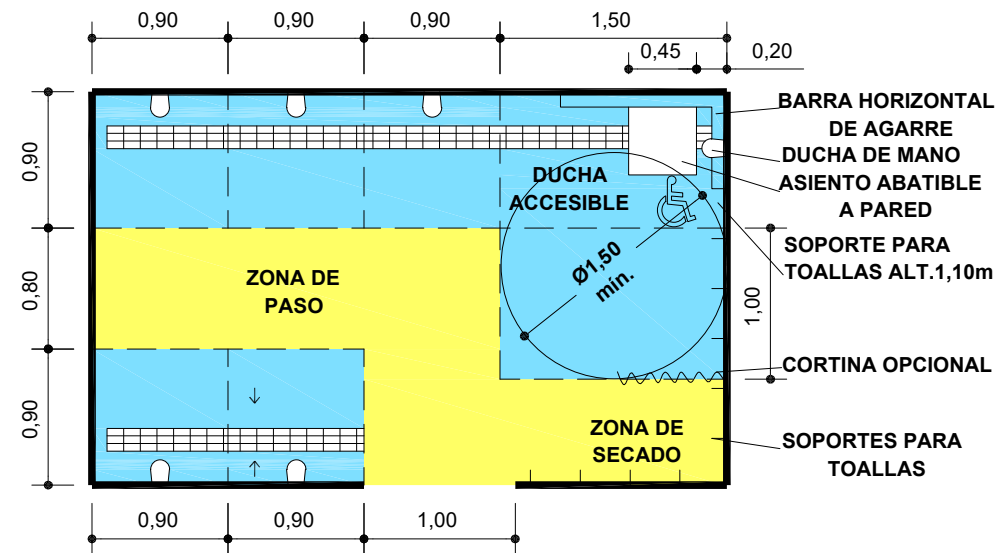 0,90
0,90
0,90
1,50
0,45
0,20
0,90
0,80
0,90
BARRA HORIZONTAL
DE AGARRE
DUCHA DE MANO
ASIENTO ABATIBLE
A PARED
SOPORTE PARA
TOALLAS ALT.1,10m
1,00
CORTINA OPCIONAL
SOPORTES PARA
TOALLAS
DUCHA
ACCESIBLE
Ø1,50
mín.
ZONA DE
PASO
ZONA DE
SECADO
0,90
0,90
1,00